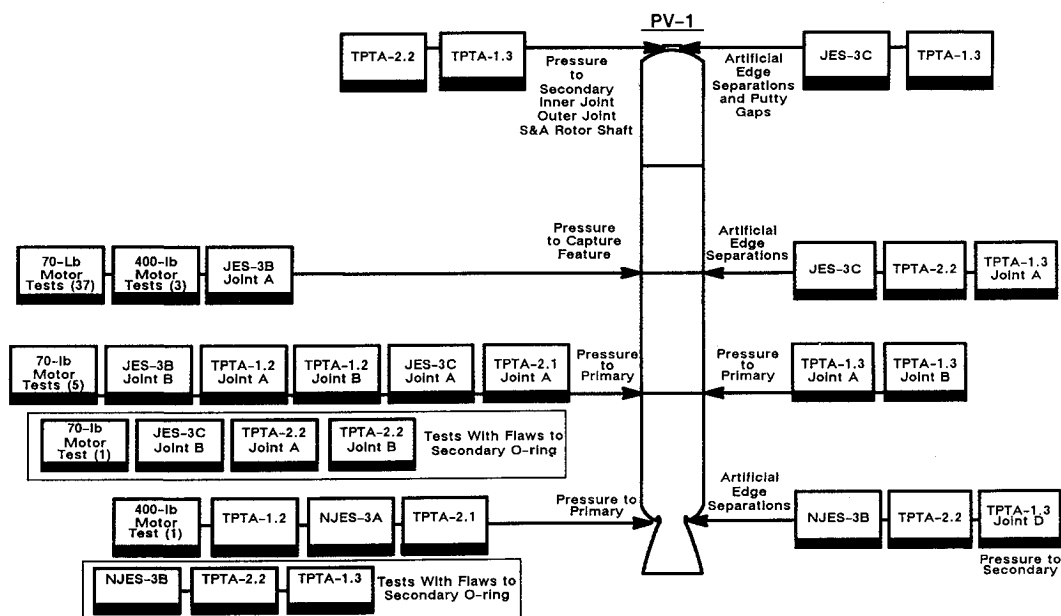 PV-1
TPTA-2.2
TPTA-1.3
Pressure
to
Secondary
Inner Joint
Outer Joint
S&A Rotor Shaft
Artificial
Edge
Separations
and Putty
Gaps
JES-3C
TPTA-1.3
70-Lb
Motor
Tests (37)
400-lb
Motor
Tests (3)
JES-3B
Joint A
Pressure
to Capture
Feature
Artificial
Edge
Separations
JES-3C
TPTA-2.2
TPTA-1.3
Joint A
70-lb
Motor
Tests (5)
JES-3B
Joint B
TPTA-1.2
Joint A
TPTA-1.2
Joint B
JES-3C
Joint A
TPTA-2.1
Joint A
Pressure
to
Primary
Pressure
to
Primary
TPTA-1.3
Joint A
TPTA-1.3
Joint B
70-lb
Motor
Test (1)
JES-3C
Joint B
TPTA-2.2
Joint A
TPTA-2.2
Joint B
Tests With Flaws to
Secondary O-ring
400-lb
Motor
Test (1)
TPTA-1.2
NJES-3A
TPTA-2.1
Pressure to
Primary
Artificial
Edge
Separations
NJES-3B
TPTA-2.2
TPTA-1.3
Joint D
Pressure to
Secondary
NJES-3B
TPTA-2.2
TPTA-1.3
Tests With Flaws to
Secondary O-ring